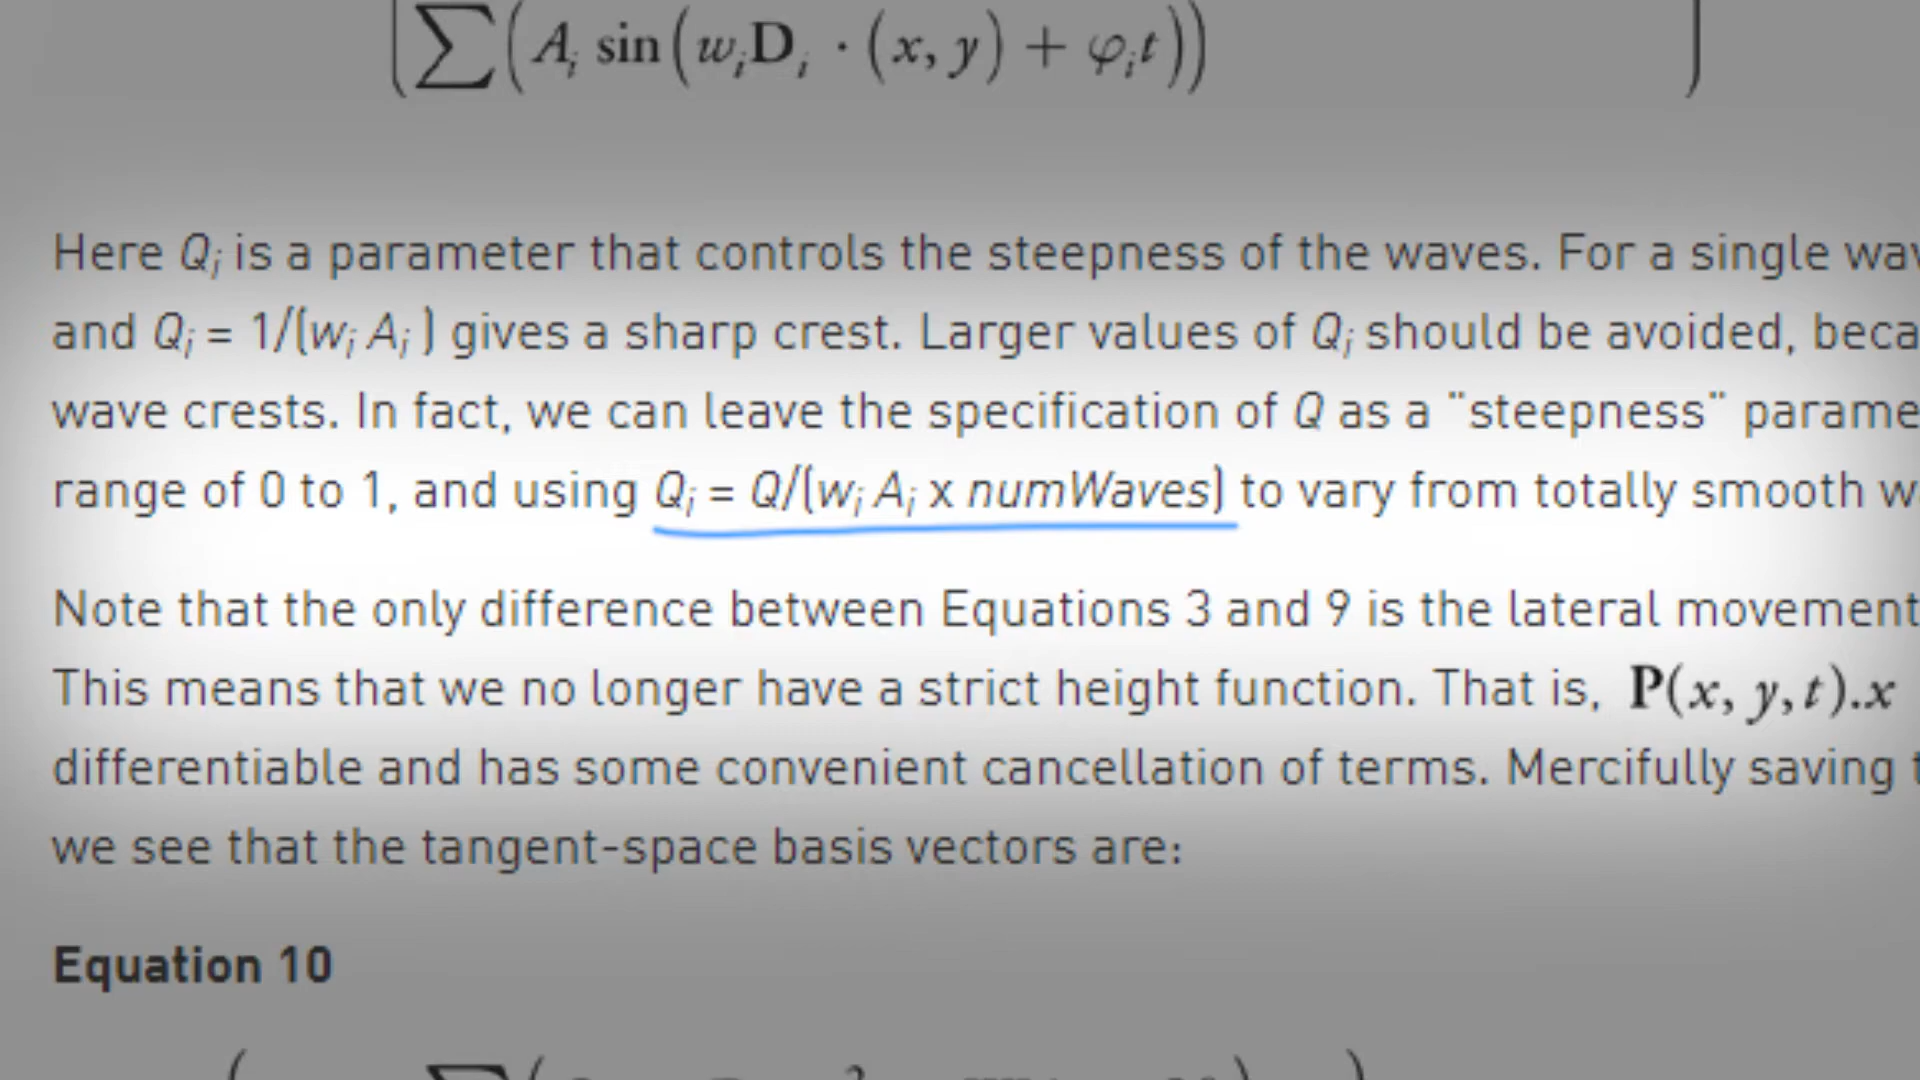 ∑(Aᵢ sin(wᵢDᵢ · (x, y) + φᵢt))
Here Qᵢ is a parameter that controls the steepness of the waves. For a single
and Qᵢ = 1/(wᵢ Aᵢ ) gives a sharp crest. Larger values of Qᵢ should be avoided,
wave crests. In fact, we can leave the specification of Q as a "steepness"
range of 0 to 1, and using Qᵢ = Q/(wᵢ Aᵢ x numWaves) to vary from totally smooth
Note that the only difference between Equations 3 and 9 is the lateral movement
This means that we no longer have a strict height function. That is, P(x, y,t).x
differentiable and has some convenient cancellation of terms. Mercifully saving
we see that the tangent-space basis vectors are:
Equation 10